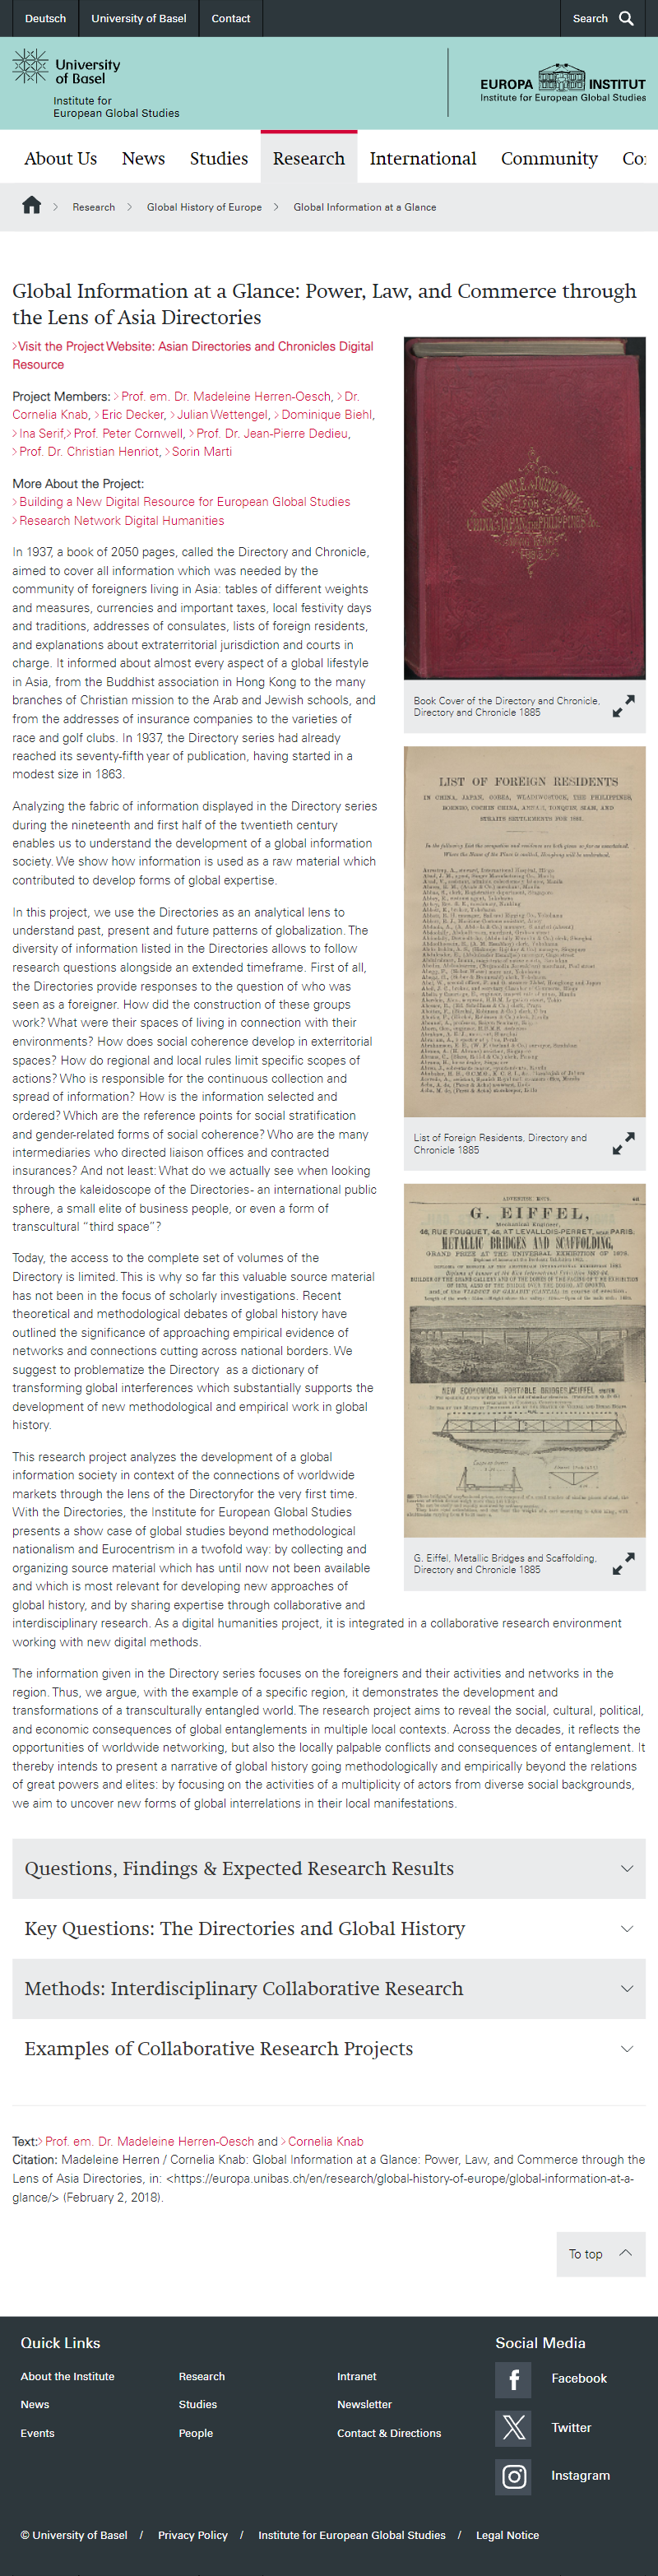 Deutsch
University of Basel
Contact
Search
University
of Basel
Institute for
European Global Studies
EUROPA INSTITUT
Institute for European Global Studies
About Us
News
Studies
Research
International
Community
Research
Global History of Europe
Global Information at a Glance
Global Information at a Glance: Power, Law, and Commerce through
the Lens of Asia Directories
Visit the Project Website: Asian Directories and Chronicles Digital
Resource
Project Members: Prof. em. Dr. Madeleine Herren-Oesch, Dr.
Cornelia Knab, Eric Decker, Julian Wettengel, Dominique Biehl,
Ina Serif, Prof. Peter Cornwell, Prof. Dr. Jean-Pierre Dedieu,
Prof. Dr. Christian Henriot, Sorin Marti
More About the Project:
Building a New Digital Resource for European Global Studies
Research Network Digital Humanities
In 1937, a book of 2050 pages, called the Directory and Chronicle,
aimed to cover all information which was needed by the
community of foreigners living in Asia: tables of different weights
and measures, currencies and important taxes, local festivity days
and traditions, addresses of consulates, lists of foreign residents,
and explanations about extraterritorial jurisdiction and courts in
charge. It informed about almost every aspect of a global lifestyle
in Asia, from the Buddhist association in Hong Kong to the many
branches of Christian mission to the Arab and Jewish schools, and
from the addresses of insurance companies to the varieties of
race and golf clubs. In 1937, the Directory series had already
reached its seventy-fifth year of publication, having started in a
modest size in 1863.
Analyzing the fabric of information displayed in the Directory series
during the nineteenth and first half of the twentieth century
enables us to understand the development of a global information
society. We show how information is used as a raw material which
contributed to develop forms of global expertise.
In this project, we use the Directories as an analytical lens to
understand past, present and future patterns of globalization. The
diversity of information listed in the Directories allows to follow
research questions alongside an extended timeframe. First of all,
the Directories provide responses to the question of who was
seen as a foreigner. How did the construction of these groups
work? What were their spaces of living in connection with their
environments? How does social coherence develop in exterritorial
spaces? How do regional and local rules limit specific scopes of
actions? Who is responsible for the continuous collection and
spread of information? How is the information selected and
ordered? Which are the reference points for social stratification
and gender-related forms of social coherence? Who are the many
intermediaries who directed liaison offices and contracted
insurances? And not least: What do we actually see when looking
through the kaleidoscope of the Directories- an international public
sphere, a small elite of business people, or even a form of
transcultural "third space"?
Today, the access to the complete set of volumes of the
Directory is limited. This is why so far this valuable source material
has not been in the focus of scholarly investigations. Recent
theoretical and methodological debates of global history have
outlined the significance of approaching empirical evidence of
networks and connections cutting across national borders. We
suggest to problematize the Directory as a dictionary of
transforming global interferences which substantially supports the
development of new methodological and empirical work in global
history.
This research project analyzes the development of a global
information society in context of the connections of worldwide
markets through the lens of the Directoryfor the very first time.
With the Directories, the Institute for European Global Studies
presents a show case of global studies beyond methodological
nationalism and Eurocentrism in a twofold way: by collecting and
organizing source material which has until now not been available
and which is most relevant for developing new approaches of
global history, and by sharing expertise through collaborative and
interdisciplinary research. As a digital humanities project, it is integrated in a collaborative research environment
working with new digital methods.
The information given in the Directory series focuses on the foreigners and their activities and networks in the
region. Thus, we argue, with the example of a specific region, it demonstrates the development and
transformations of a transculturally entangled world. The research project aims to reveal the social, cultural, political,
and economic consequences of global entanglements in multiple local contexts. Across the decades, it reflects the
opportunities of worldwide networking, but also the locally palpable conflicts and consequences of entanglement. It
thereby intends to present a narrative of global history going methodologically and empirically beyond the relations
of great powers and elites: by focusing on the activities of a multiplicity of actors from diverse social backgrounds,
we aim to uncover new forms of global interrelations in their local manifestations.
Book Cover of the Directory and Chronicle,
Directory and Chronicle 1885
LIST OF FOREIGN RESIDENTS
List of Foreign Residents, Directory and
Chronicle 1885
G. EIFFEL,
METALLIC BRIDGES AND SCAFFOLDING,
G. Eiffel, Metallic Bridges and Scaffolding,
Directory and Chronicle 1885
Questions, Findings & Expected Research Results
Key Questions: The Directories and Global History
Methods: Interdisciplinary Collaborative Research
Examples of Collaborative Research Projects
Text: Prof. em. Dr. Madeleine Herren-Oesch and Cornelia Knab
Citation: Madeleine Herren / Cornelia Knab: Global Information at a Glance: Power, Law, and Commerce through the
Lens of Asia Directories, in: <https://europa.unibas.ch/en/research/global-history-of-europe/global-information-at-a-
glance/> (February 2, 2018).
To top
Quick Links
Social Media
About the Institute
Research
Intranet
Facebook
News
Studies
Newsletter
Twitter
Events
People
Contact & Directions
Instagram
© University of Basel / Privacy Policy / Institute for European Global Studies / Legal Notice